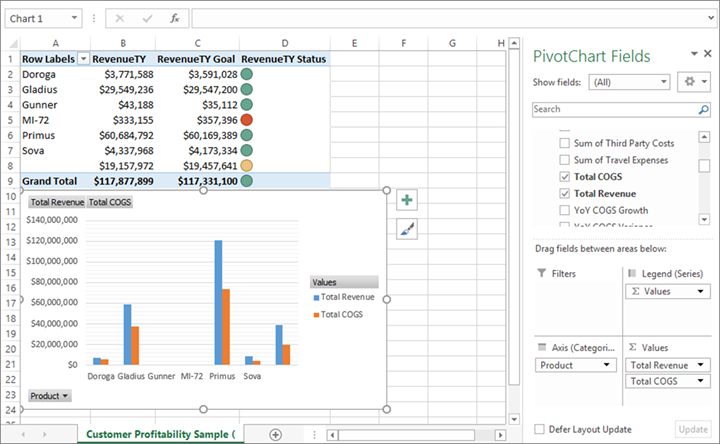 Chart 1
fx
A B C D E F G H
1 Row Labels RevenueTY RevenueTY Goal RevenueTY Status
2 Doroga $3,771,588 $3,591,028
3 Gladius $29,549,236 $29,547,200
4 Gunner $43,188 $35,112
5 MI-72 $333,155 $357,396
6 Primus $60,684,792 $60,169,389
7 Sova $4,337,968 $4,173,334
8 $19,157,972 $19,457,641
9 Grand Total $117,877,899 $117,331,100
10
11
12
13
14
15
16
17
18
19
20
21
22
23
24
Total Revenue Total COGS
$140,000,000
$120,000,000
$100,000,000
$80,000,000
$60,000,000
$40,000,000
$20,000,000
$0
Doroga Gladius Gunner MI-72 Primus Sova
Values
Total Revenue
Total COGS
Product
Customer Profitability Sample (
PivotChart Fields
Show fields: (All)
Search
Sum of Third Party Costs
Sum of Travel Expenses
Total COGS
Total Revenue
YoY COGS Growth
YoY COGS Variance
Drag fields between areas below:
Filters
Legend (Series)
Σ Values
Axis (Categori...
Product
Σ Values
Total Revenue
Total COGS
Defer Layout Update
Update